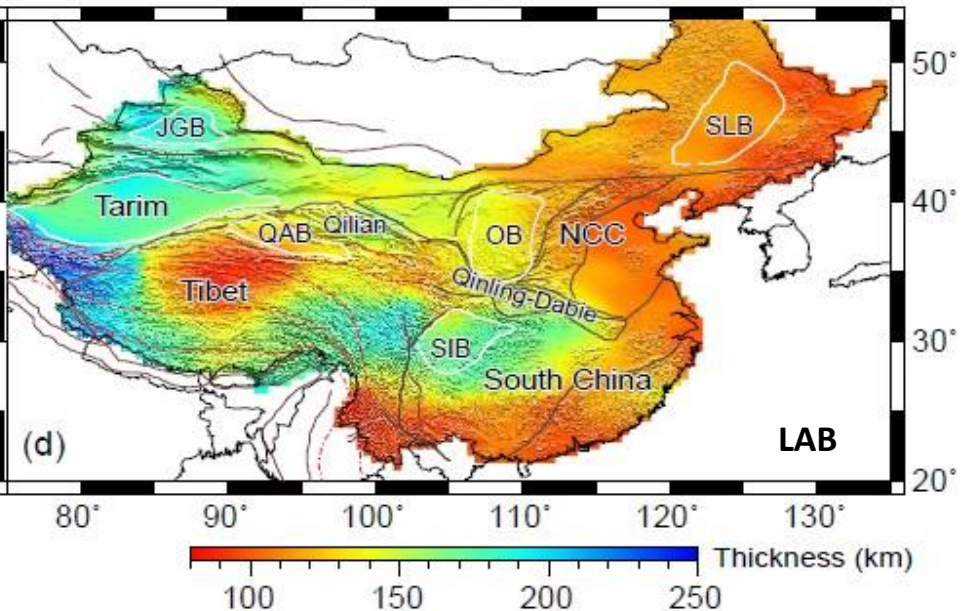 50°
JGB
SLB
Tarim
40°
QAB
Qilian
OB
NCC
Tibet
Qinling-Dabie
30°
SIB
South China
(d)
LAB
20°
80°
90°
100°
110°
120°
130°
Thickness (km)
100
150
200
250